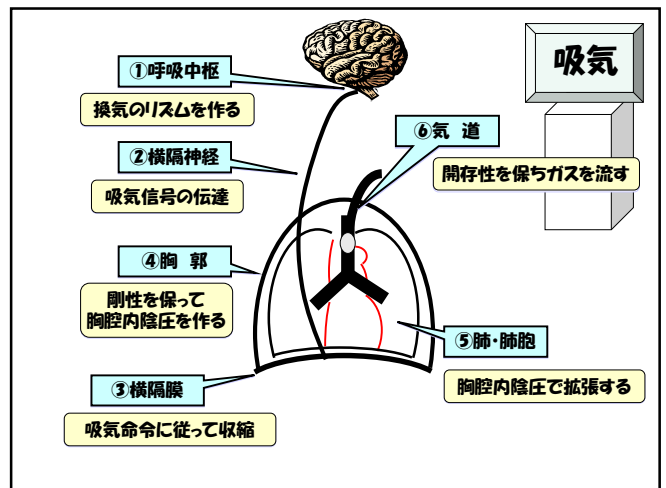 吸気
①呼吸中枢
換気のリズムを作る
②横隔神経
吸気信号の伝達
⑥気 道
開存性を保ちガスを流す
④胸 郭
剛性を保って
胸腔内陰圧を作る
⑤肺・肺胞
胸腔内陰圧で拡張する
③横隔膜
吸気命令に従って収縮